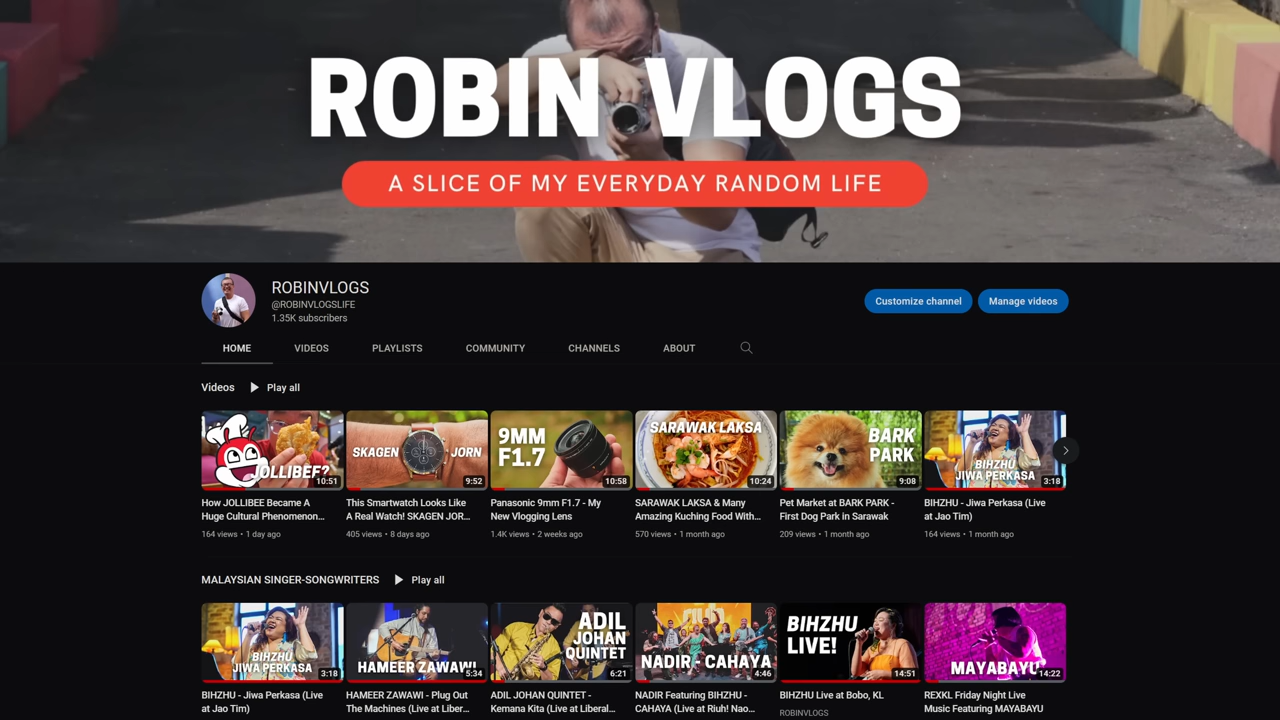 ROBIN VLOGS
A SLICE OF MY EVERYDAY RANDOM LIFE
ROBINVLOGS
@ROBINVLOGSLIFE
1.35K subscribers
Customize channel
Manage videos
HOME
VIDEOS
PLAYLISTS
COMMUNITY
CHANNELS
ABOUT
Videos
Play all
JOLLIBEE?
10:51
SKAGEN
JORN
9:52
9MM
F1.7
10:58
SARAWAK LAKSA
10:24
BARK
PARK
9:08
BIHZHU
JIWA PERKASA
3:18
How JOLLIBEE Became A
Huge Cultural Phenomenon...
164 views • 1 day ago
This Smartwatch Looks Like
A Real Watch! SKAGEN JOR...
405 views • 8 days ago
Panasonic 9mm F1.7 - My
New Vlogging Lens
1.4K views • 2 weeks ago
SARAWAK LAKSA & Many
Amazing Kuching Food With...
570 views • 1 month ago
Pet Market at BARK PARK -
First Dog Park in Sarawak
209 views • 1 month ago
BIHZHU - Jiwa Perkasa (Live
at Jao Tim)
164 views • 1 month ago
MALAYSIAN SINGER-SONGWRITERS
Play all
BIHZHU
JIWA PERKASA
3:18
HAMEER ZAWAWI
5:34
ADIL
JOHAN
QUINTET
6:21
NADIR - CAHAYA
4:46
BIHZHU
LIVE!
14:51
MAYABAYU
14:22
BIHZHU - Jiwa Perkasa (Live
at Jao Tim)
HAMEER ZAWAWI - Plug Out
The Machines (Live at Liber...
ADIL JOHAN QUINTET -
Kemana Kita (Live at Liberal...
NADIR Featuring BIHZHU -
CAHAYA (Live at Riuh! Nao...
BIHZHU Live at Bobo, KL
ROBINVLOGS
REXKL Friday Night Live
Music Featuring MAYABAYU